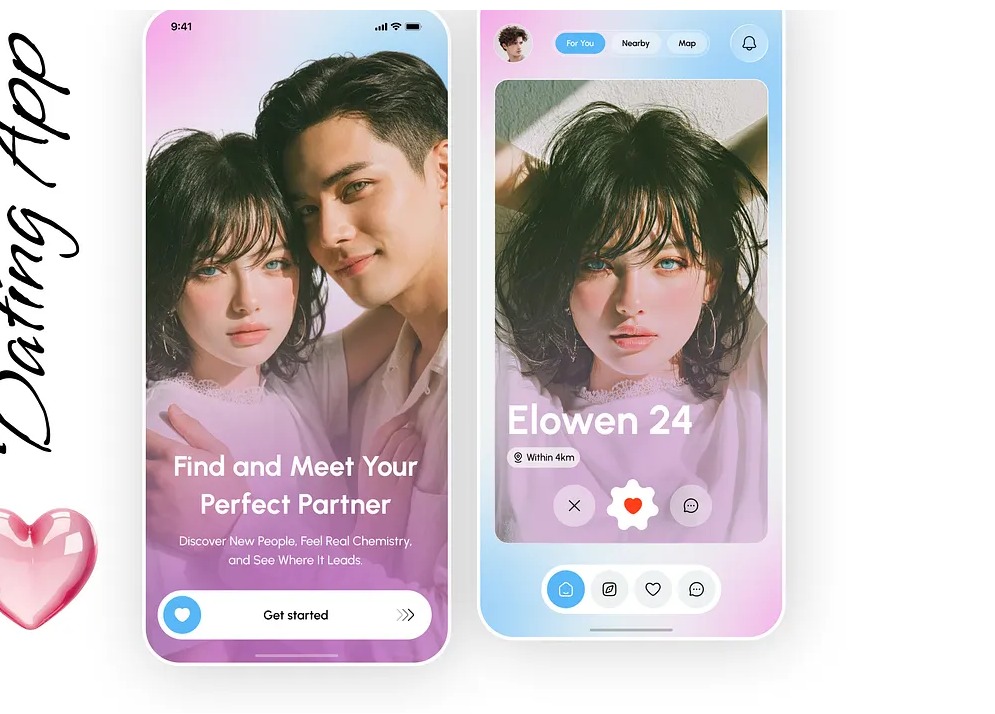 Dating App
9:41
Find and Meet Your
Perfect Partner
Discover New People, Feel Real Chemistry,
and See Where It Leads.
Get started
For You
Nearby
Map
Elowen 24
Within 4km